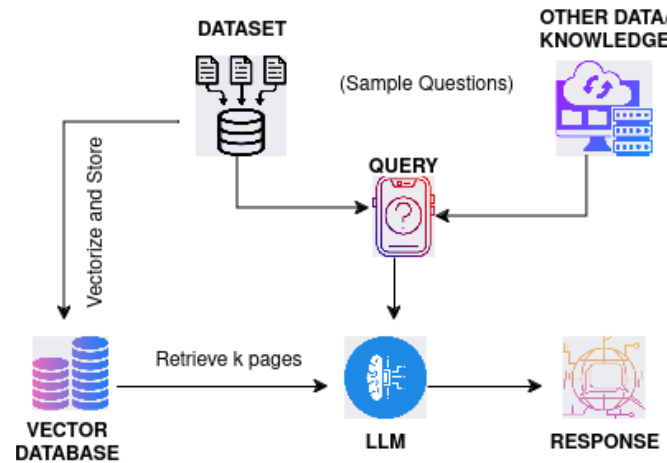 DATASET
OTHER DATA/
KNOWLEDGE
(Sample Questions)
QUERY
?
Vectorize and Store
Retrieve k pages
VECTOR
DATABASE
LLM
RESPONSE